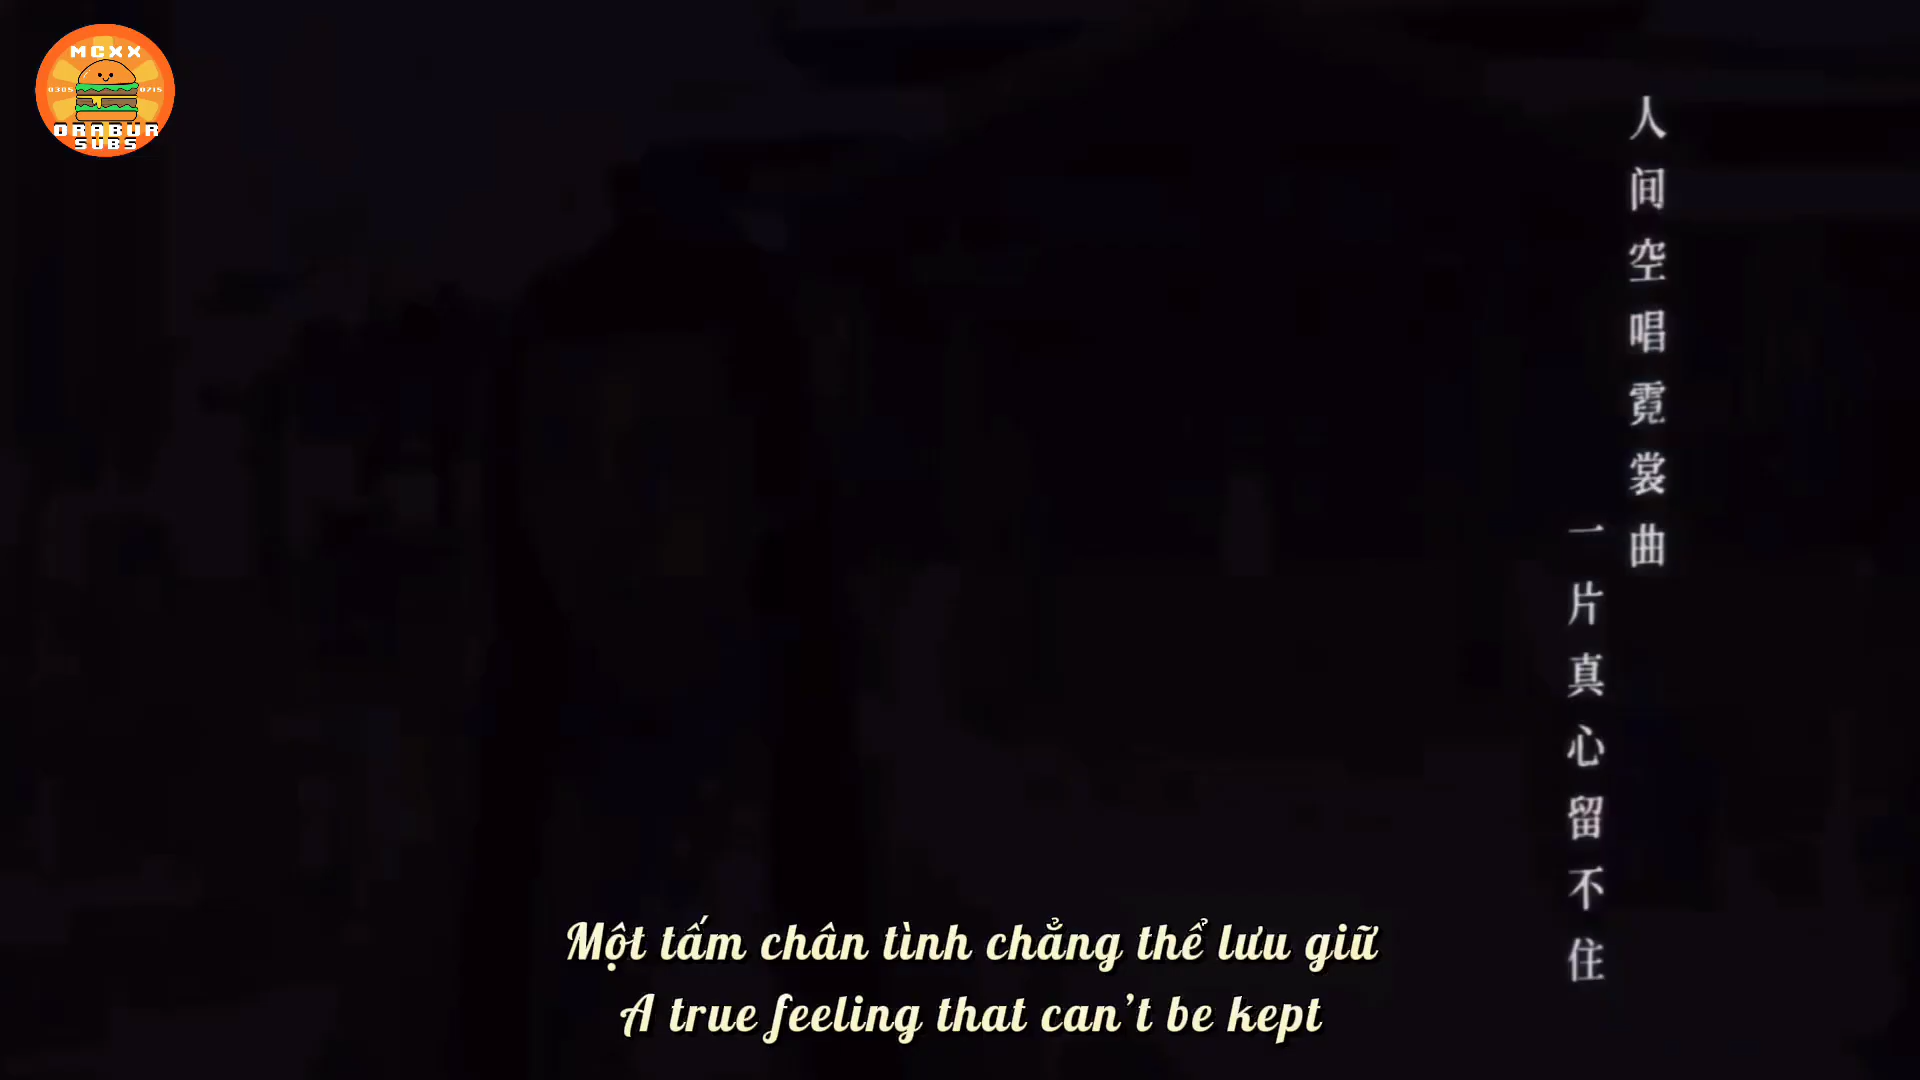 MCXX
0385 0715
ORABUR
SUBS
人间空唱霓裳曲
一片真心留不住
Một tấm chân tình chẳng thể lưu giữ
A true feeling that can't be kept